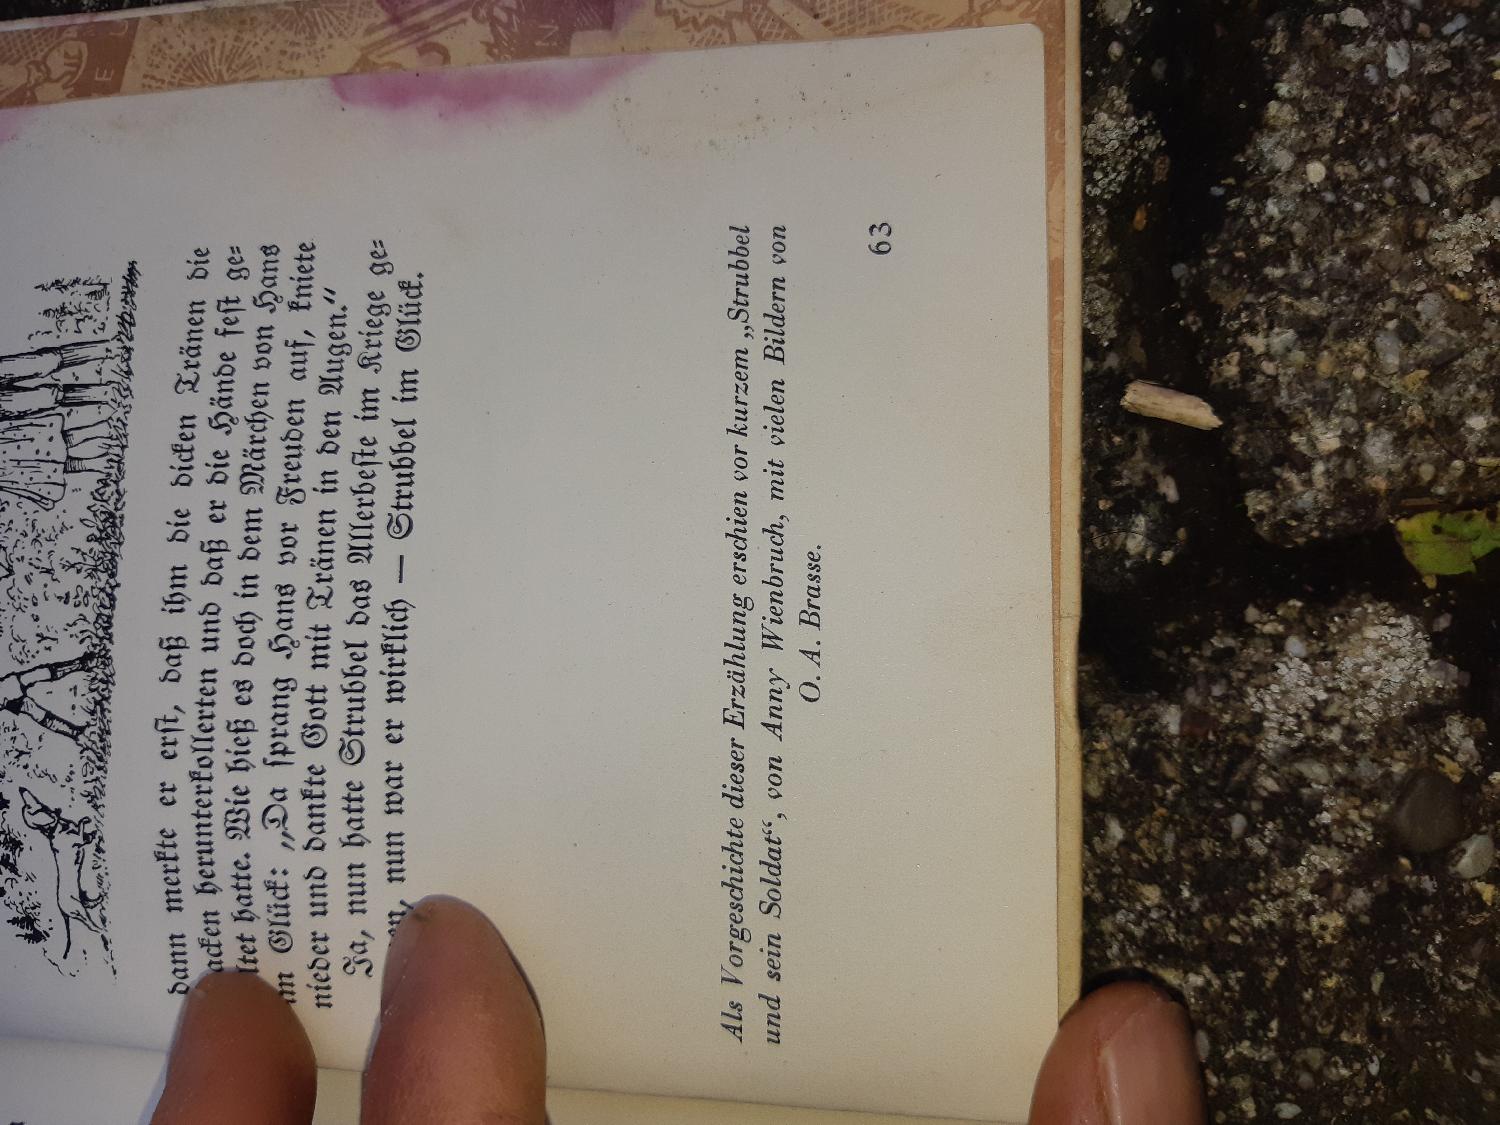 dann merkte er erst, daß ihm die dicken Tränen die
acken herunterkollerten und daß er die Hände fest ge=
ltet hatte. Wie hieß es doch in dem Märchen von Hans
im Glück: „Da sprang Hans vor Freuden auf, kniete
nieder und dankte Gott mit Tränen in den Augen.“
Ja, nun hatte Strubbel das Allerbeste im Kriege ge=
en, nun war er wirklich — Strubbel im Glück.
Als Vorgeschichte dieser Erzählung erschien vor kurzem „Strubbel
und sein Soldat“, von Anny Wienbruch, mit vielen Bildern von
O. A. Brasse.
63